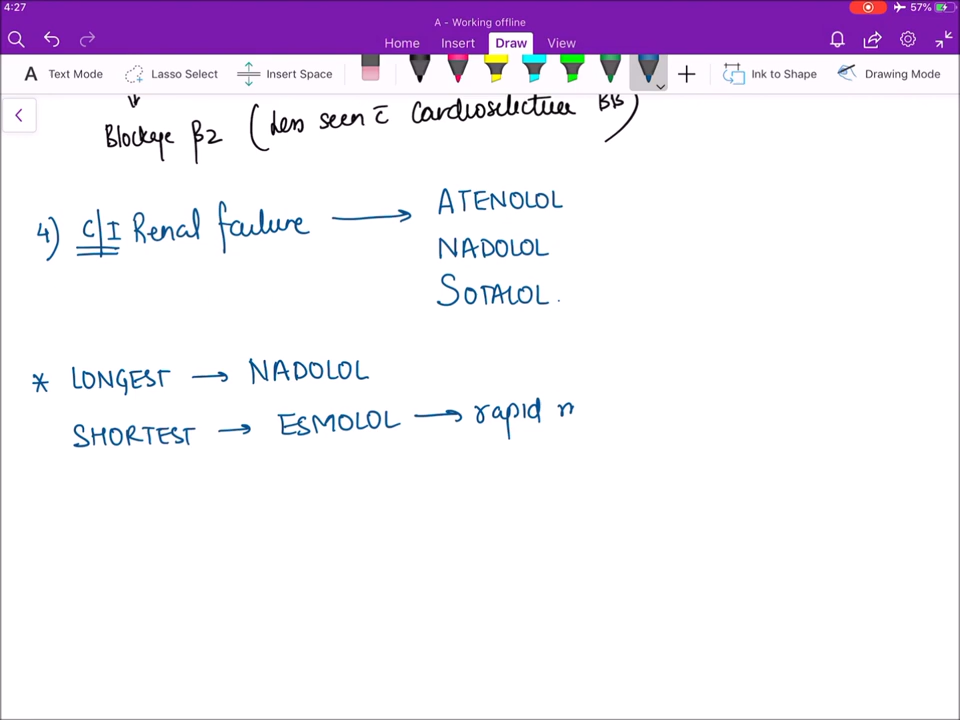 4:27
57%
A - Working offline
Home Insert Draw View
A Text Mode Lasso Select Insert Space Ink to Shape Drawing Mode
Blockage β2 (Less seen c̄ cardioselective BB)
4) C/I Renal failure → ATENOLOL
NADOLOL
SOTALOL.
* LONGEST → NADOLOL
SHORTEST → ESMOLOL → rapid m